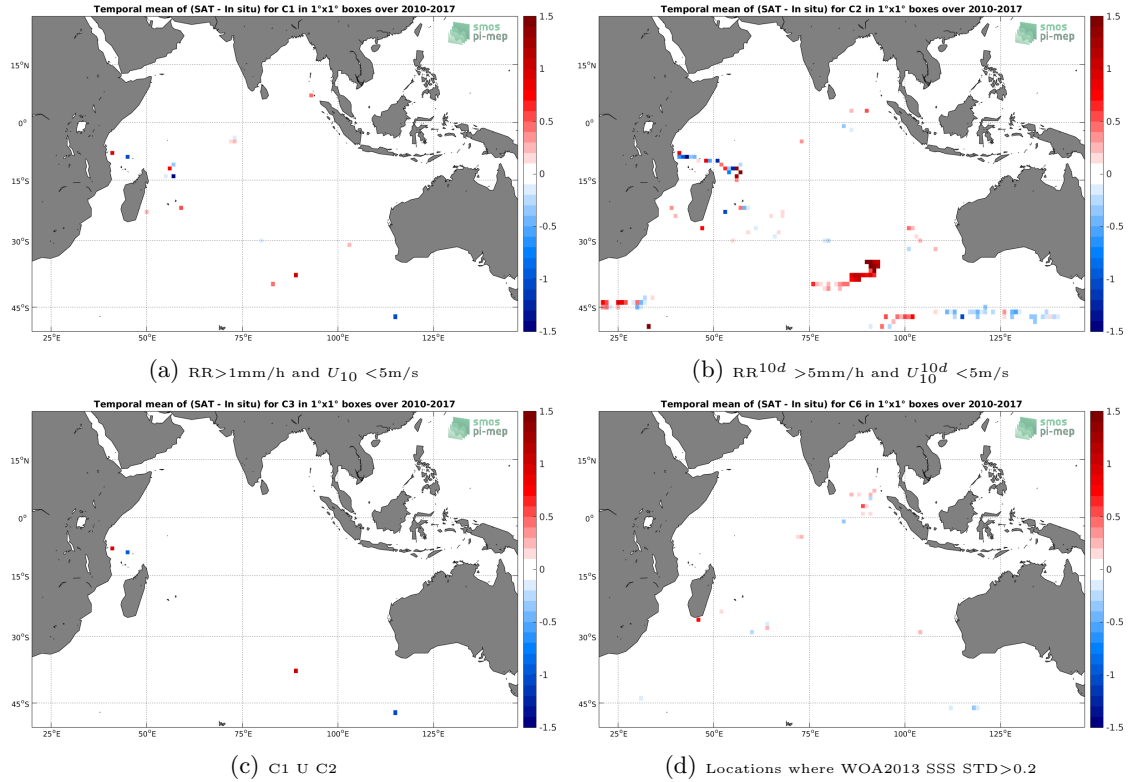 Temporal mean of (SAT - In situ) for C1 in 1°x1° boxes over 2010-2017
smos
pi-mep
15°N
0°
15°S
30°S
45°S
25°E
50°E
75°E
100°E
125°E
1.5
1
0.5
0
-0.5
-1
-1.5
(a) RR>1mm/h and U10 <5m/s
Temporal mean of (SAT - In situ) for C2 in 1°x1° boxes over 2010-2017
smos
pi-mep
15°N
0°
15°S
30°S
45°S
25°E
50°E
75°E
100°E
125°E
1.5
1
0.5
0
-0.5
-1
-1.5
(b) RR^10d >5mm/h and U10^10d <5m/s
Temporal mean of (SAT - In situ) for C3 in 1°x1° boxes over 2010-2017
smos
pi-mep
15°N
0°
15°S
30°S
45°S
25°E
50°E
75°E
100°E
125°E
1.5
1
0.5
0
-0.5
-1
-1.5
(c) C1 U C2
Temporal mean of (SAT - In situ) for C6 in 1°x1° boxes over 2010-2017
smos
pi-mep
15°N
0°
15°S
30°S
45°S
25°E
50°E
75°E
100°E
125°E
1.5
1
0.5
0
-0.5
-1
-1.5
(d) Locations where WOA2013 SSS STD>0.2